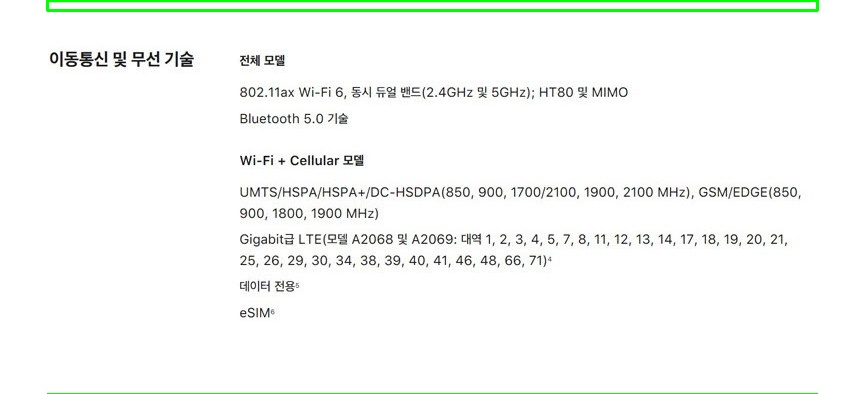 이동통신 및 무선 기술
전체 모델
802.11ax Wi-Fi 6, 동시 듀얼 밴드(2.4GHz 및 5GHz); HT80 및 MIMO
Bluetooth 5.0 기술
Wi-Fi + Cellular 모델
UMTS/HSPA/HSPA+/DC-HSDPA(850, 900, 1700/2100, 1900, 2100 MHz), GSM/EDGE(850,
900, 1800, 1900 MHz)
Gigabit급 LTE(모델 A2068 및 A2069: 대역 1, 2, 3, 4, 5, 7, 8, 11, 12, 13, 14, 17, 18, 19, 20, 21,
25, 26, 29, 30, 34, 38, 39, 40, 41, 46, 48, 66, 71)⁴
데이터 전용⁵
eSIM⁶